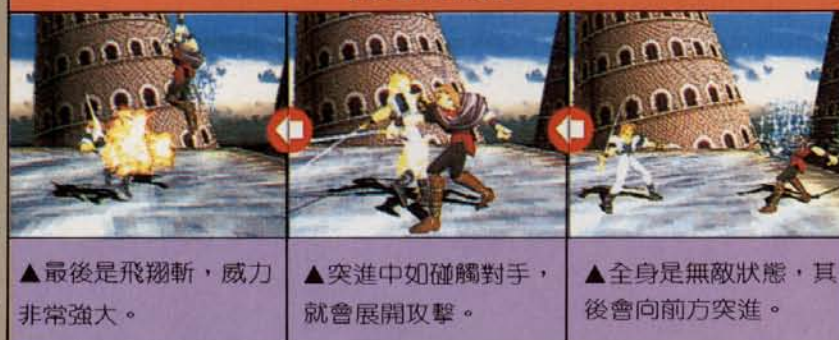 ▲全身是無敵狀態，其
後會向前方突進。
▲突進中如碰觸對手，
就會展開攻擊。
▲最後是飛翔斬，威力
非常強大。